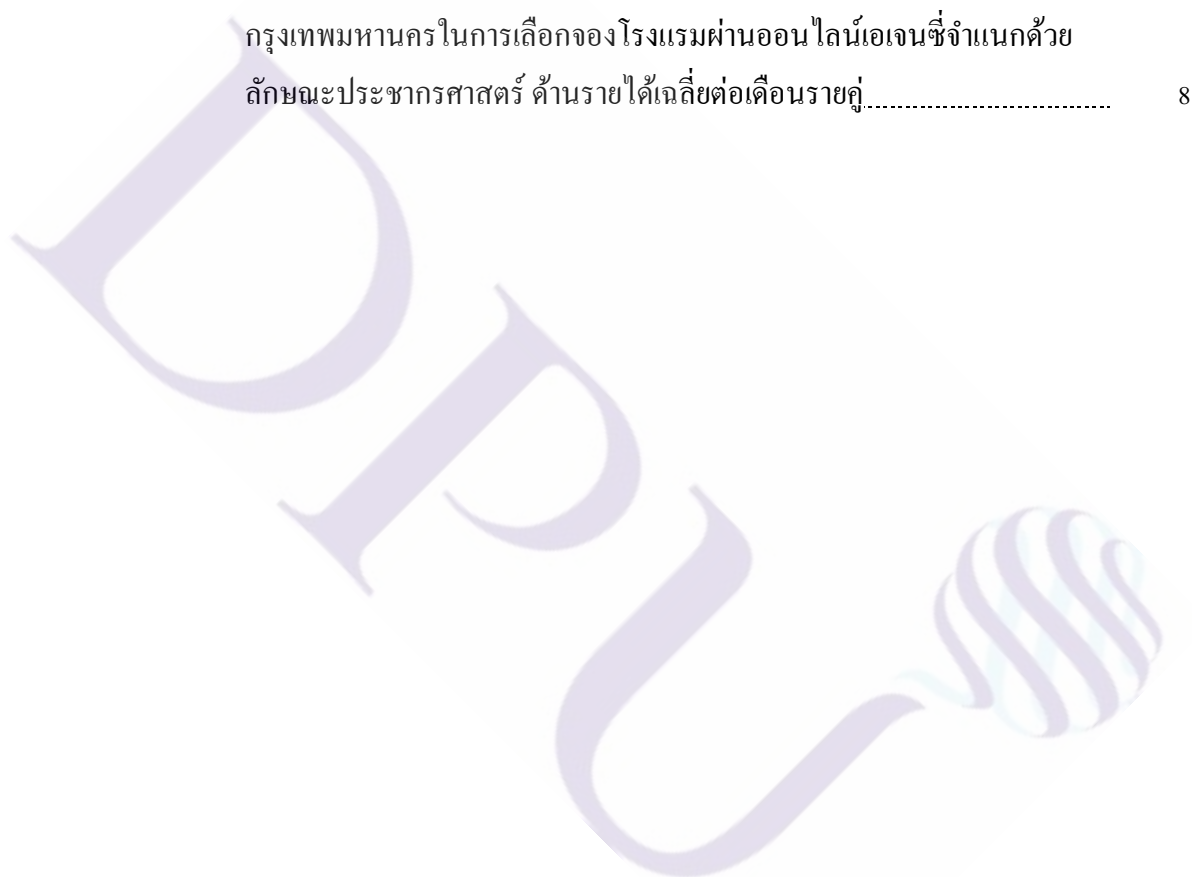 กรุงเทพมหานครในการเลือกจองโรงแรมผ่านออนไลน์เอเจนซี่จำแนกด้วย
ลักษณะประชากรศาสตร์ ด้านรายได้เฉลี่ยต่อเดือนรายคู่................................ 8
DPU